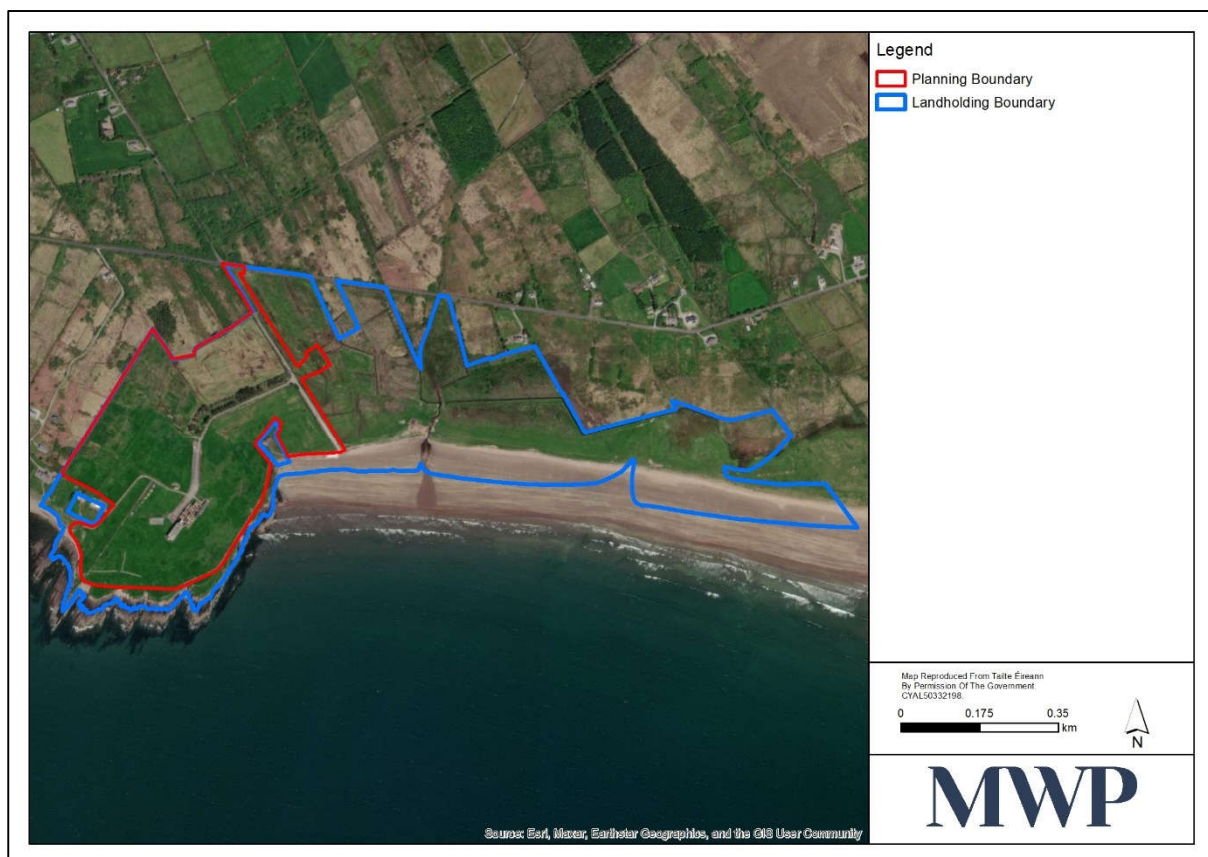 Legend
Planning Boundary
Landholding Boundary
Map Reproduced From Tailte Éireann
By Permission Of The Government
CYAL50332198.
0 0.175 0.35
km
N
MWP
Source: Esri, Maxar, Earthstar Geographics, and the GIS User Community